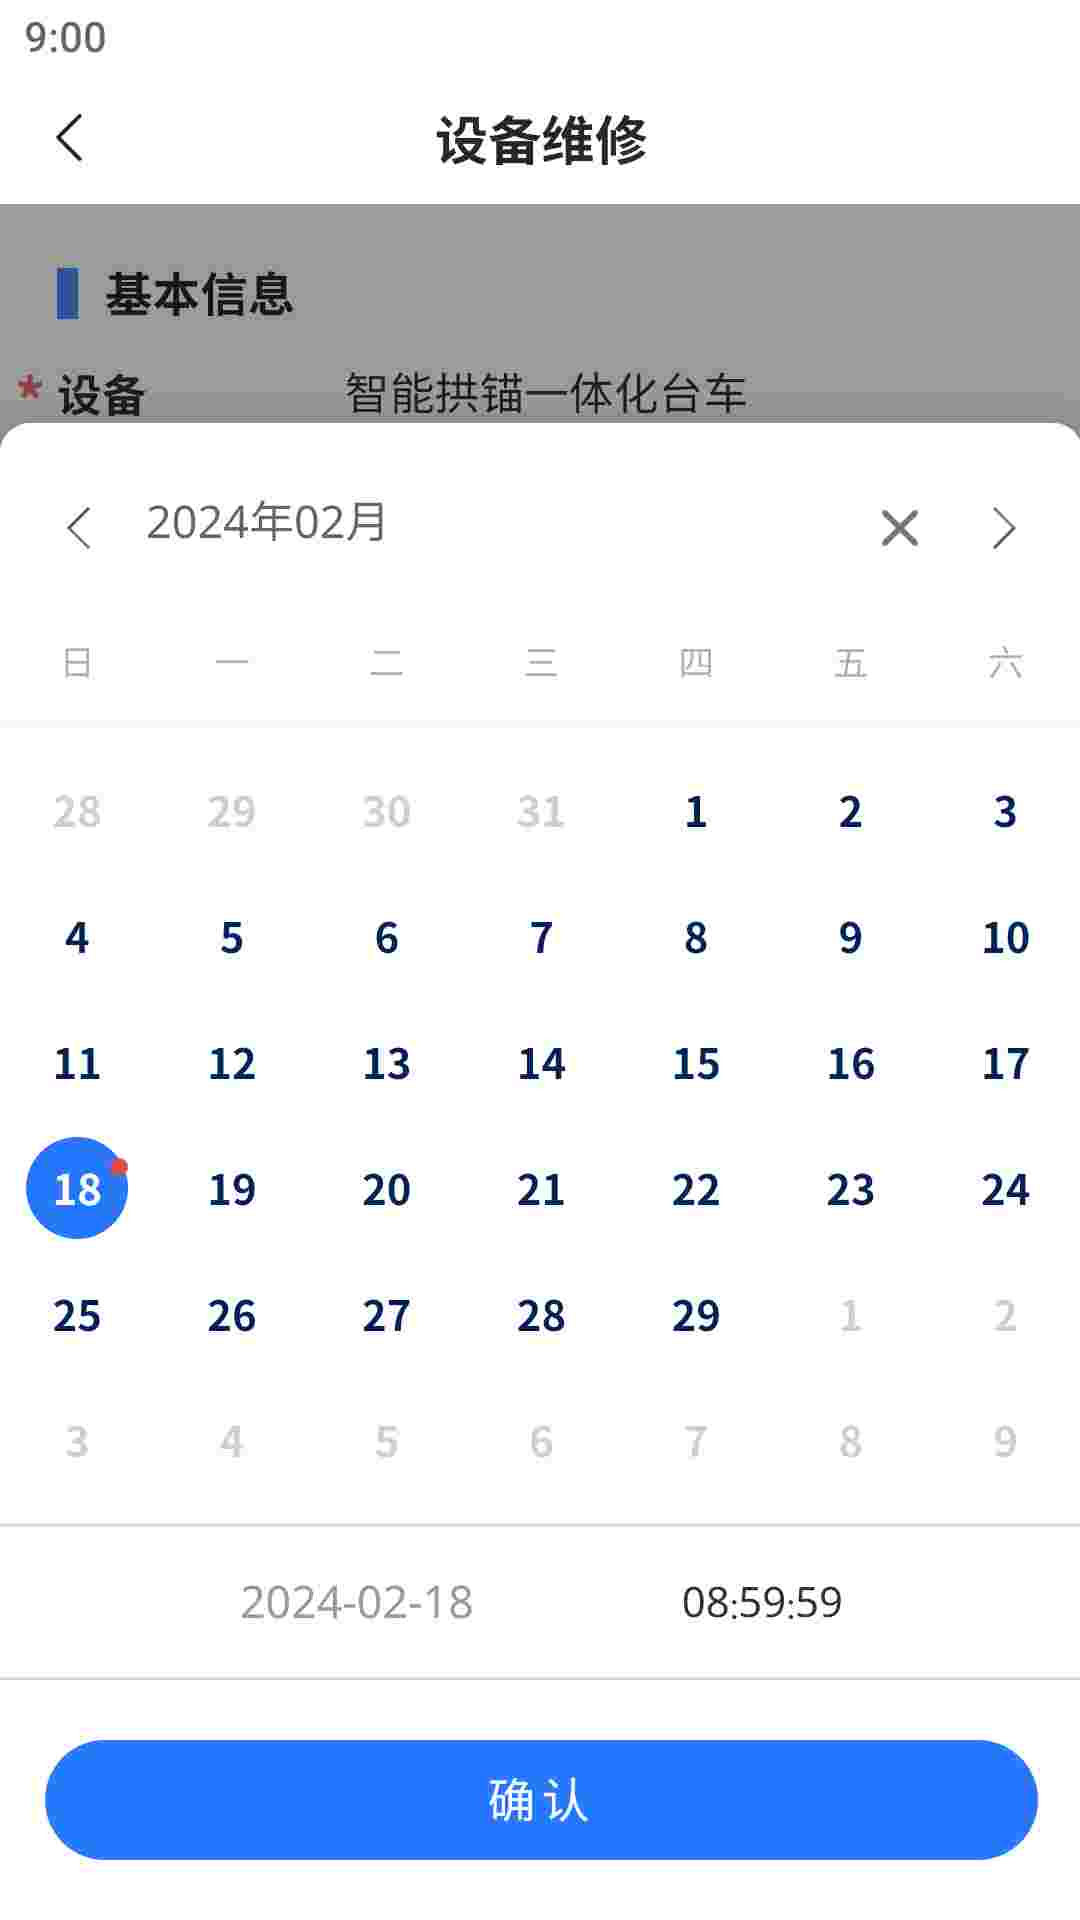 9:00
设备维修
基本信息
* 设备 智能拱锚一体化台车
2024年02月
日 一 二 三 四 五 六
28 29 30 31 1 2 3
4 5 6 7 8 9 10
11 12 13 14 15 16 17
18 19 20 21 22 23 24
25 26 27 28 29 1 2
3 4 5 6 7 8 9
2024-02-18 08:59:59
确认